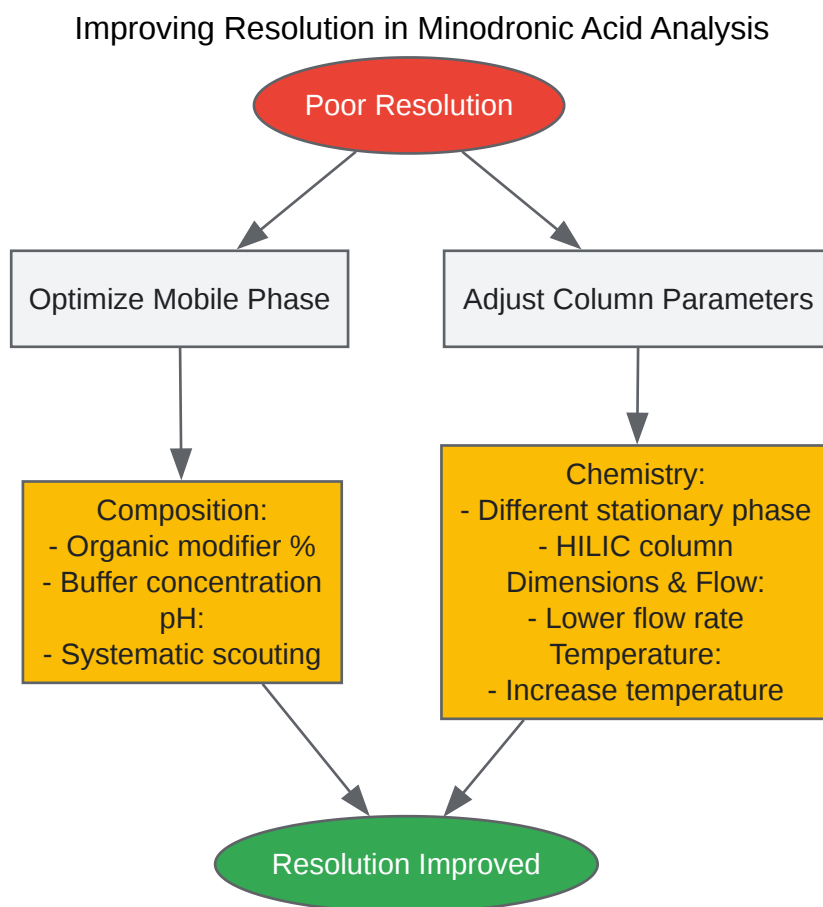 Improving Resolution in Minodronic Acid Analysis
Poor Resolution
Optimize Mobile Phase
Adjust Column Parameters
Composition:
- Organic modifier %
- Buffer concentration
pH:
- Systematic scouting
Chemistry:
- Different stationary phase
- HILIC column
Dimensions & Flow:
- Lower flow rate
Temperature:
- Increase temperature
Resolution Improved